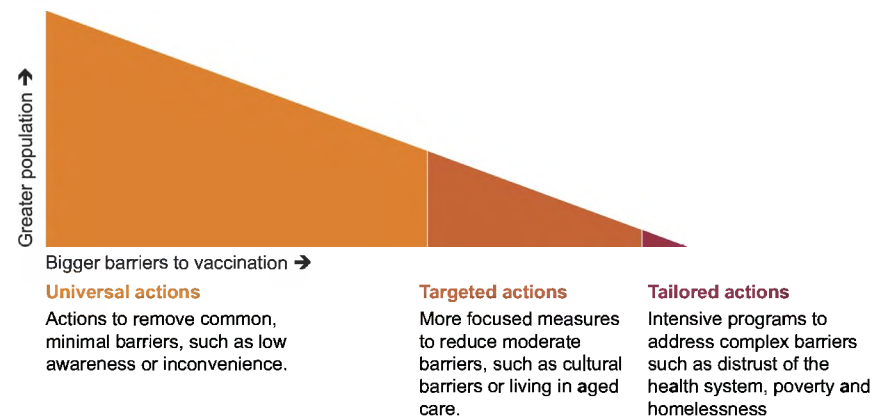 Greater population →
Bigger barriers to vaccination →
Universal actions
Actions to remove common,
minimal barriers, such as low
awareness or inconvenience.
Targeted actions
More focused measures
to reduce moderate
barriers, such as cultural
barriers or living in aged
care.
Tailored actions
Intensive programs to
address complex barriers
such as distrust of the
health system, poverty and
homelessness